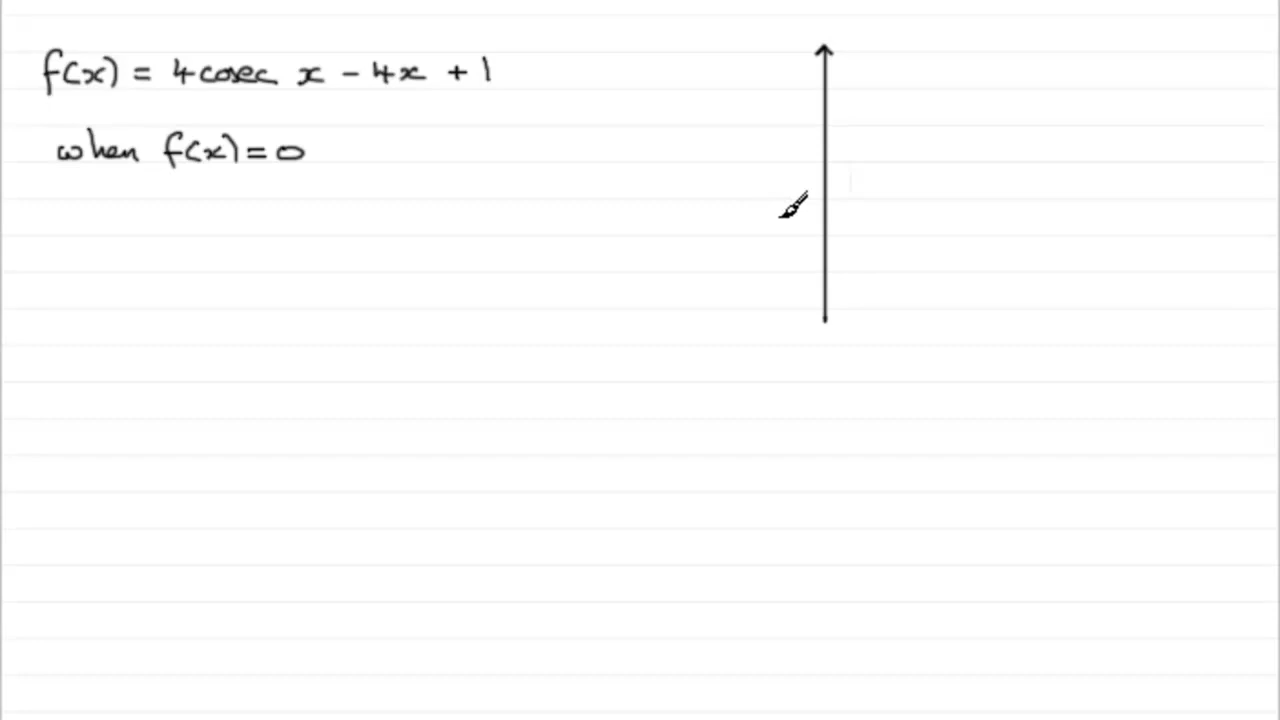 f(x) = 4cosec x - 4x + 1
when f(x)=0